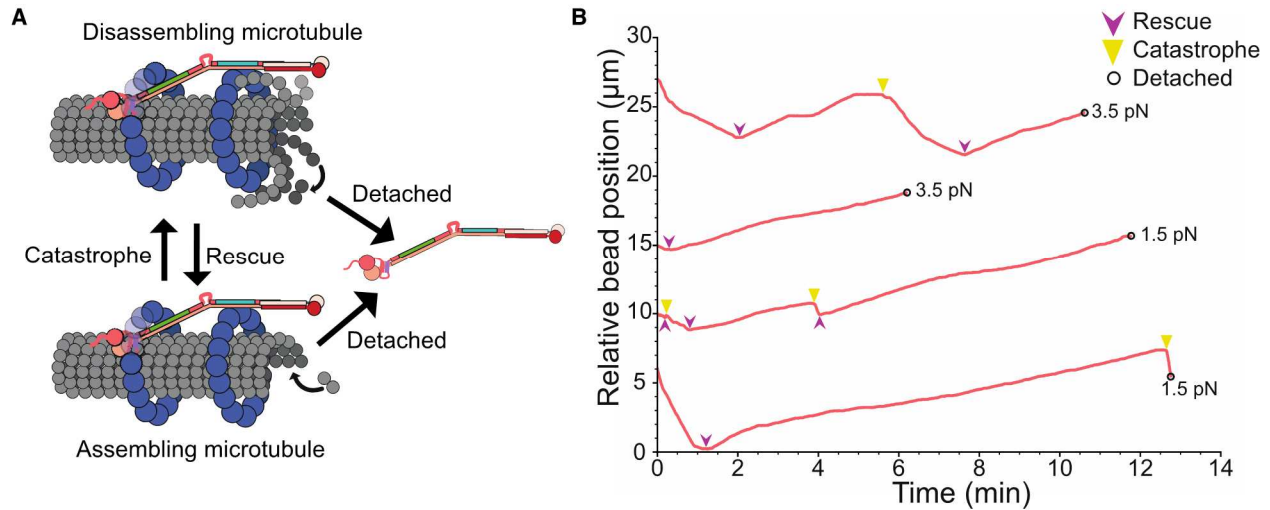 A
Disassembling microtubule
Detached
Catastrophe
Rescue
Detached
Assembling microtubule
B
Rescue
Catastrophe
Detached
Relative bead position (µm)
30
25
20
15
10
5
0
3.5 pN
3.5 pN
1.5 pN
1.5 pN
0 2 4 6 8 10 12 14
Time (min)